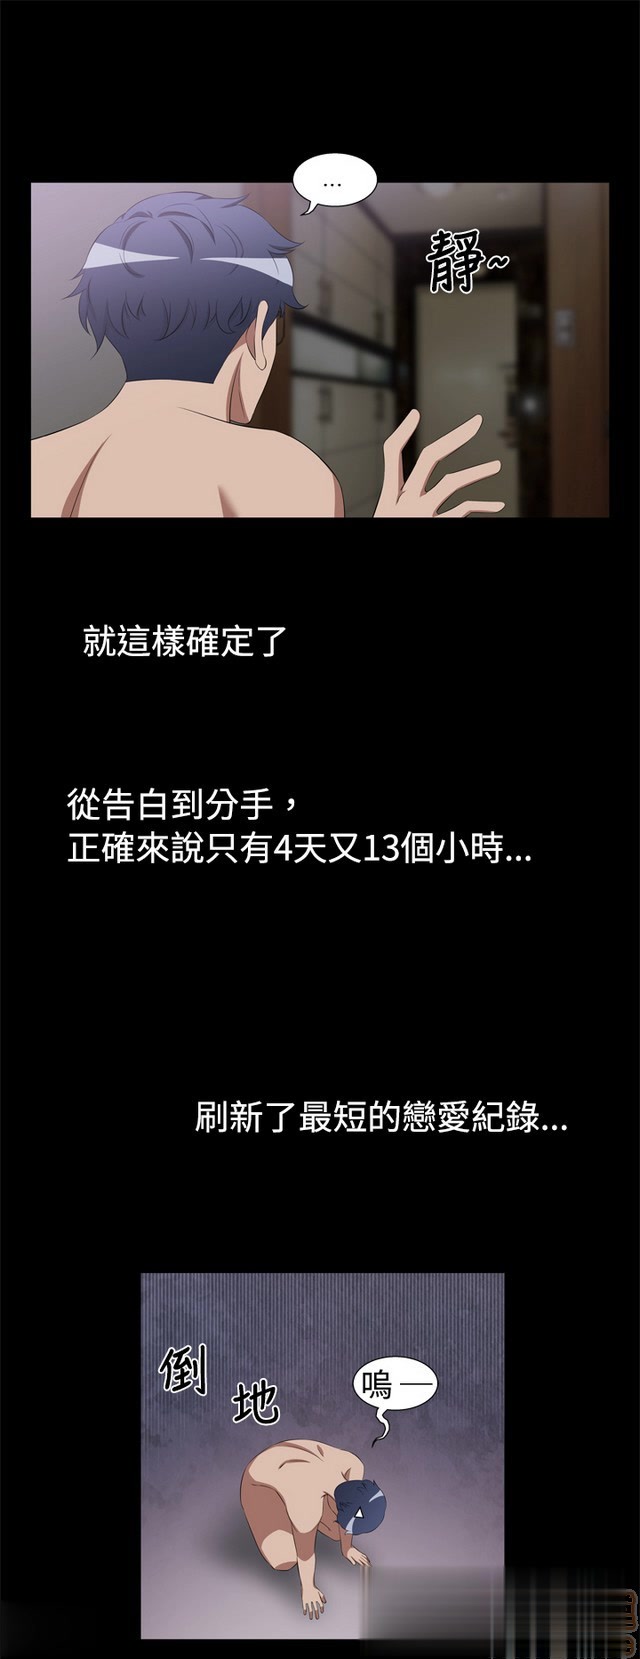 ...
靜~
就這樣確定了
從告白到分手，
正確來說只有4天又13個小時...
刷新了最短的戀愛紀錄...
倒地
嗚—